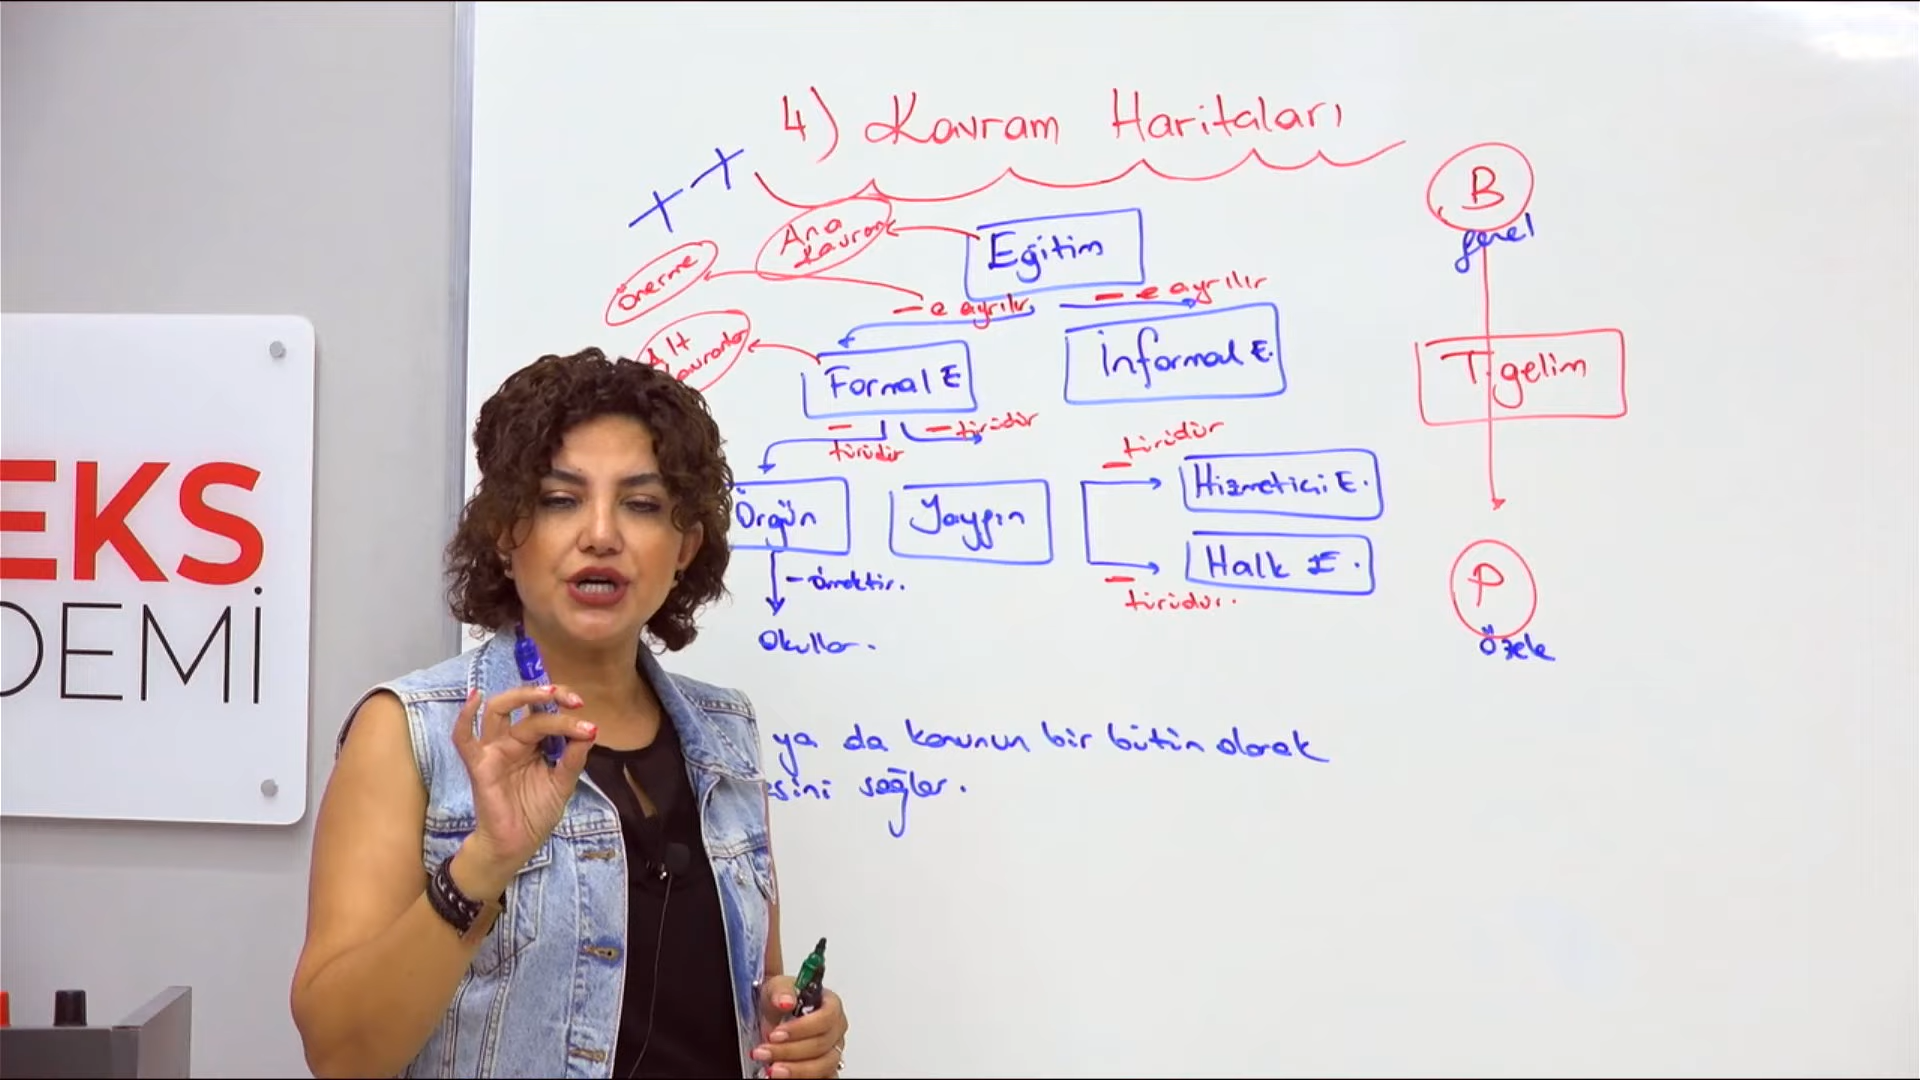 EKS
DEMİ
4) Kavram Haritaları
Ana
Kavram
Önerme
Alt
Kavramlar
Eğitim
– e ayrılır
– e ayrılır
Formal E
İnformal E.
– türüdür
– türüdür
Örgün
Yaygın
– türüdür
Hizmetiçi E.
Halk E.
– türüdür.
– örnektir.
Okullar.
ya da konunun bir bütün olarak
esini sağlar.
B
genel
T. gelim
P
Özele